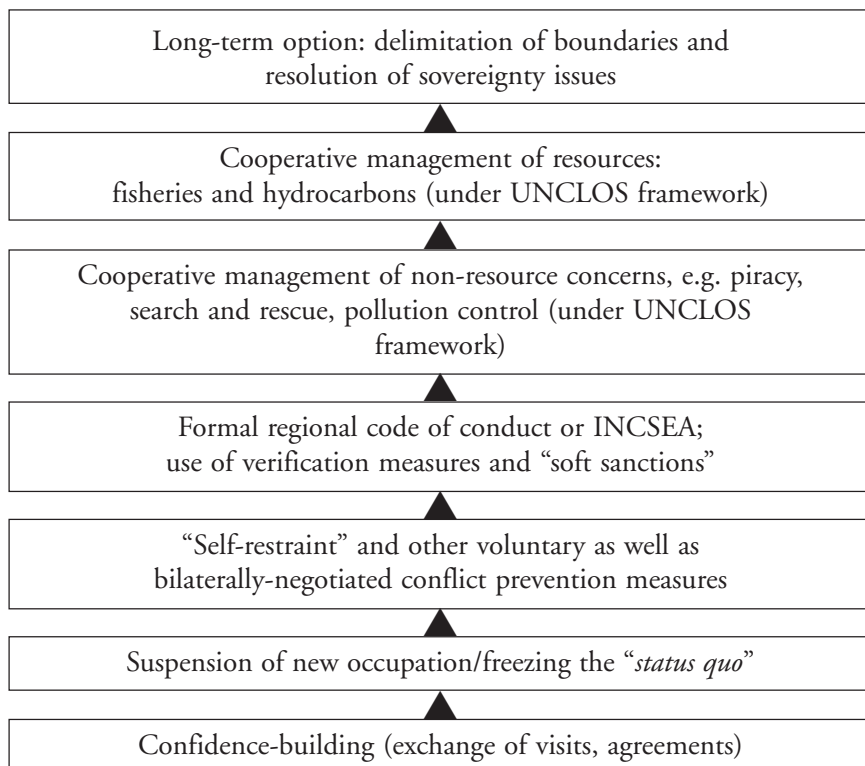 Long-term option: delimitation of boundaries and
resolution of sovereignty issues
Cooperative management of resources:
fisheries and hydrocarbons (under UNCLOS framework)
Cooperative management of non-resource concerns, e.g. piracy,
search and rescue, pollution control (under UNCLOS
framework)
Formal regional code of conduct or INCSEA;
use of verification measures and “soft sanctions”
“Self-restraint” and other voluntary as well as
bilaterally-negotiated conflict prevention measures
Suspension of new occupation/freezing the “status quo”
Confidence-building (exchange of visits, agreements)